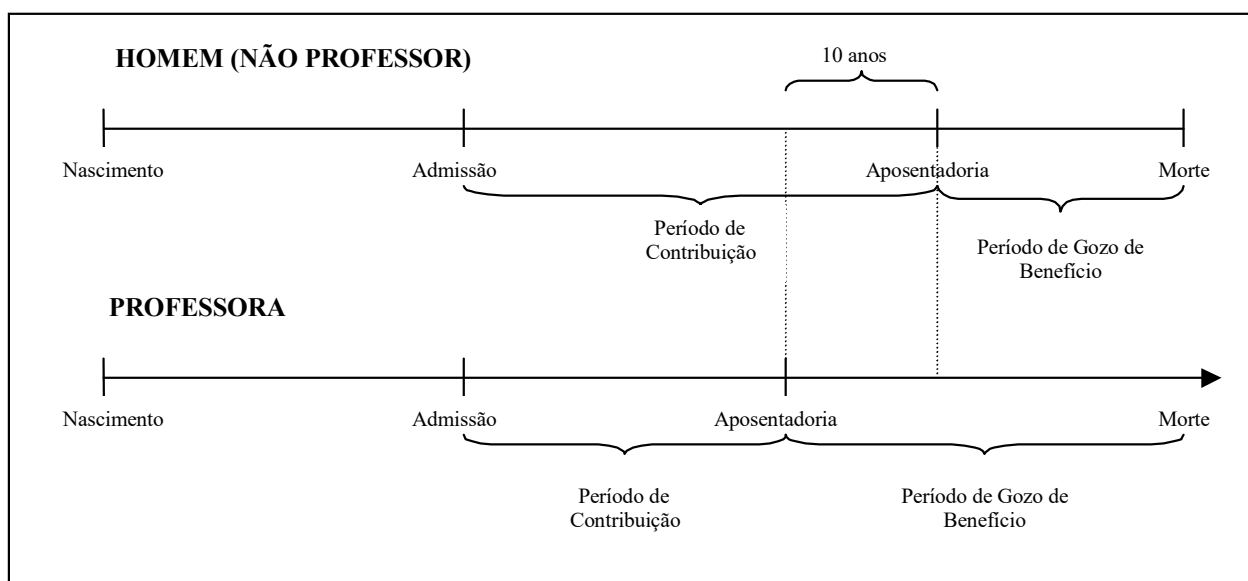 HOMEM (NÃO PROFESSOR)
10 anos
Nascimento
Admissão
Aposentadoria
Morte
Período de
Contribuição
Período de Gozo de
Benefício
PROFESSORA
Nascimento
Admissão
Aposentadoria
Morte
Período de
Contribuição
Período de Gozo de
Benefício